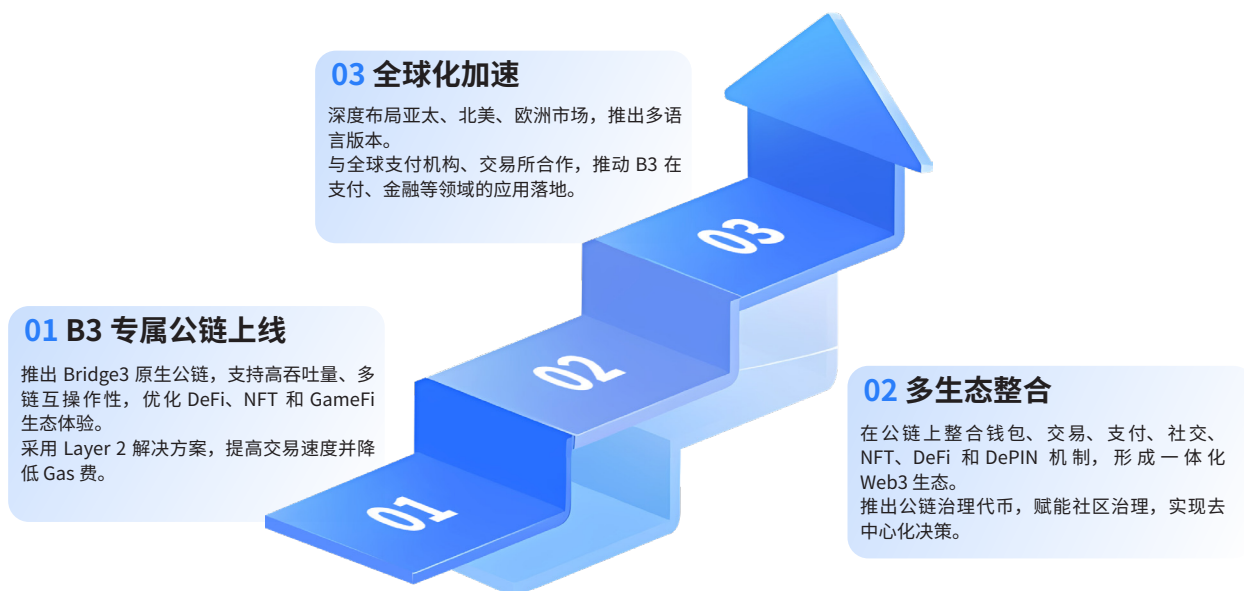 03 全球化加速
深度布局亚太、北美、欧洲市场，推出多语
言版本。
与全球支付机构、交易所合作，推动 B3 在
支付、金融等领域的应用落地。
03
01 B3 专属公链上线
推出 Bridge3 原生公链，支持高吞吐量、多
链互操作性，优化 DeFi、NFT 和 GameFi
生态体验。
采用 Layer 2 解决方案，提高交易速度并降
低 Gas 费。
02
02 多生态整合
在公链上整合钱包、交易、支付、社交、
NFT、DeFi 和 DePIN 机制，形成一体化
Web3 生态。
推出公链治理代币，赋能社区治理，实现去
中心化决策。
01